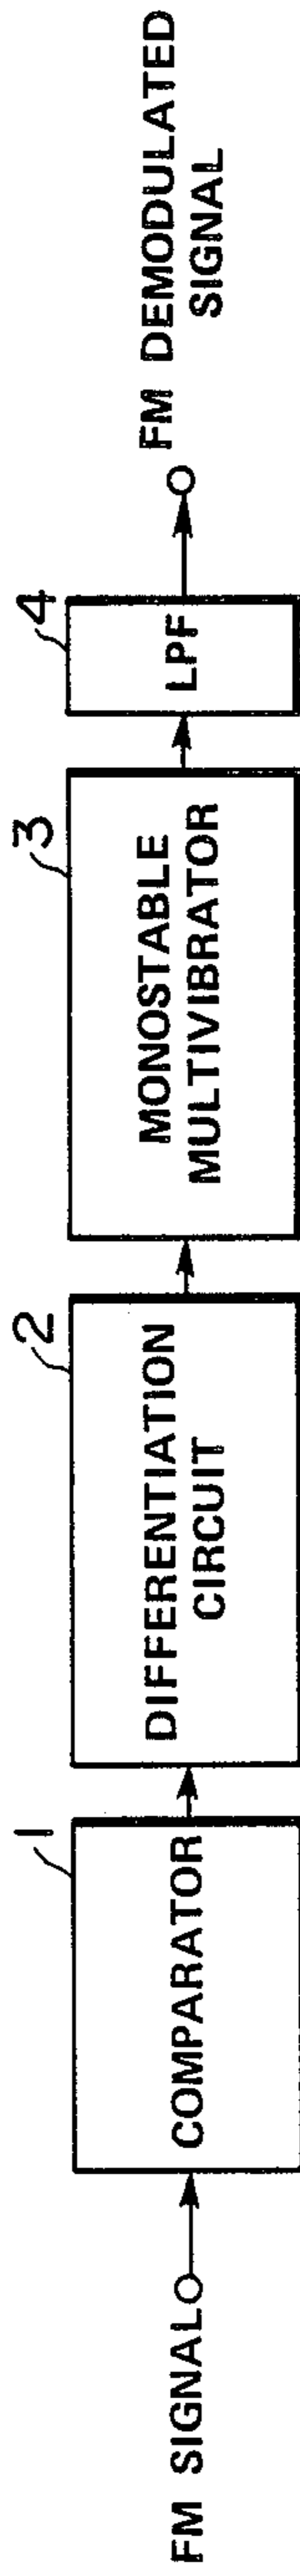 FM SIGNAL
1
COMPARATOR
2
DIFFERENTIATION
CIRCUIT
3
MONOSTABLE
MULTIVIBRATOR
4
LPF
FM DEMODULATED
SIGNAL